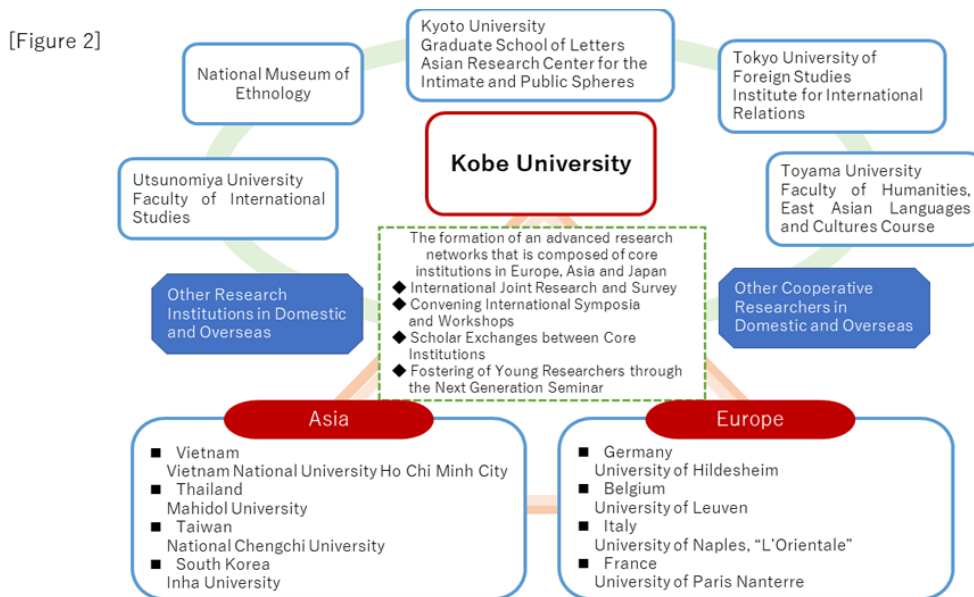 [Figure 2]
Kyoto University
Graduate School of Letters
Asian Research Center for the
Intimate and Public Spheres
National Museum of
Ethnology
Tokyo University of
Foreign Studies
Institute for International
Relations
Kobe University
Utsunomiya University
Faculty of International
Studies
Toyama University
Faculty of Humanities,
East Asian Languages
and Cultures Course
The formation of an advanced research
networks that is composed of core
institutions in Europe, Asia and Japan
◆ International Joint Research and Survey
◆ Convening International Symposia
and Workshops
◆ Scholar Exchanges between Core
Institutions
◆ Fostering of Young Researchers through
the Next Generation Seminar
Other Research
Institutions in Domestic
and Overseas
Other Cooperative
Researchers in
Domestic and Overseas
Asia
■ Vietnam
Vietnam National University Ho Chi Minh City
■ Thailand
Mahidol University
■ Taiwan
National Chengchi University
■ South Korea
Inha University
Europe
■ Germany
University of Hildesheim
■ Belgium
University of Leuven
■ Italy
University of Naples, “L’Orientale”
■ France
University of Paris Nanterre